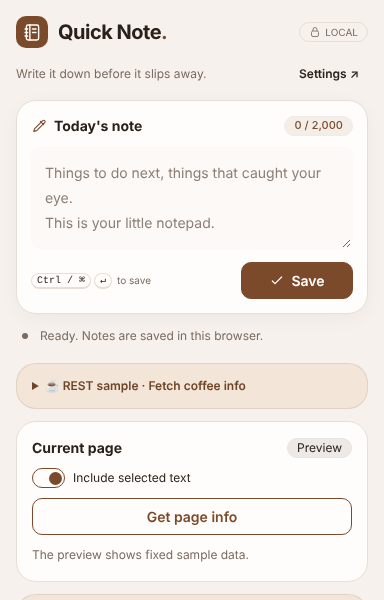 Quick Note.
LOCAL
Write it down before it slips away.
Settings ↗
Today's note
0 / 2,000
Things to do next, things that caught your
eye.
This is your little notepad.
Ctrl / ⌘ ↵ to save
Save
Ready. Notes are saved in this browser.
☕ REST sample · Fetch coffee info
Current page
Preview
Include selected text
Get page info
The preview shows fixed sample data.